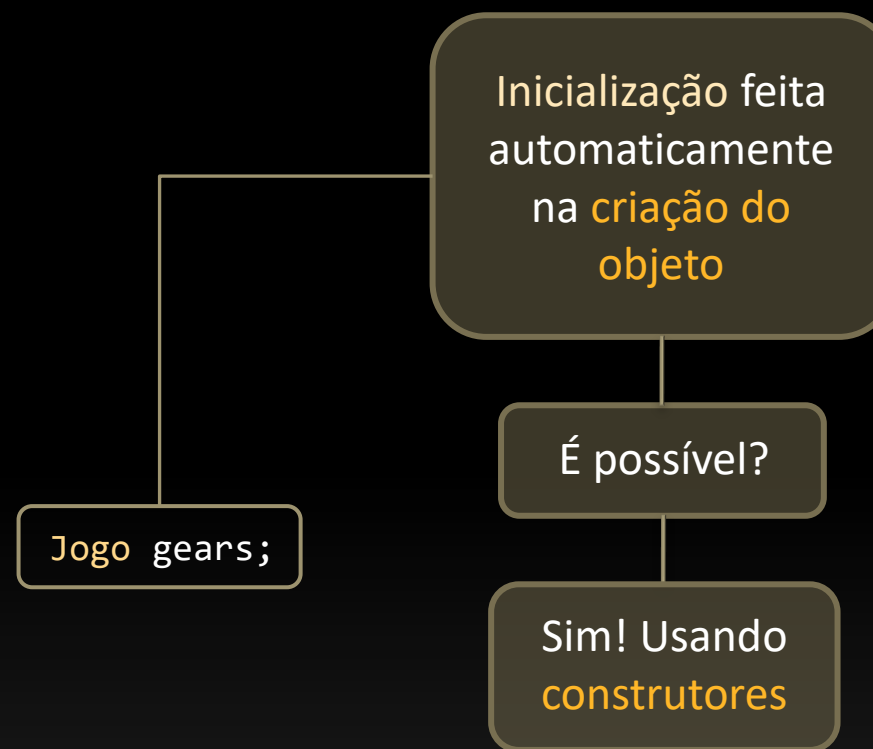 Inicialização feita
automaticamente
na criação do
objeto
É possível?
Jogo gears;
Sim! Usando
construtores